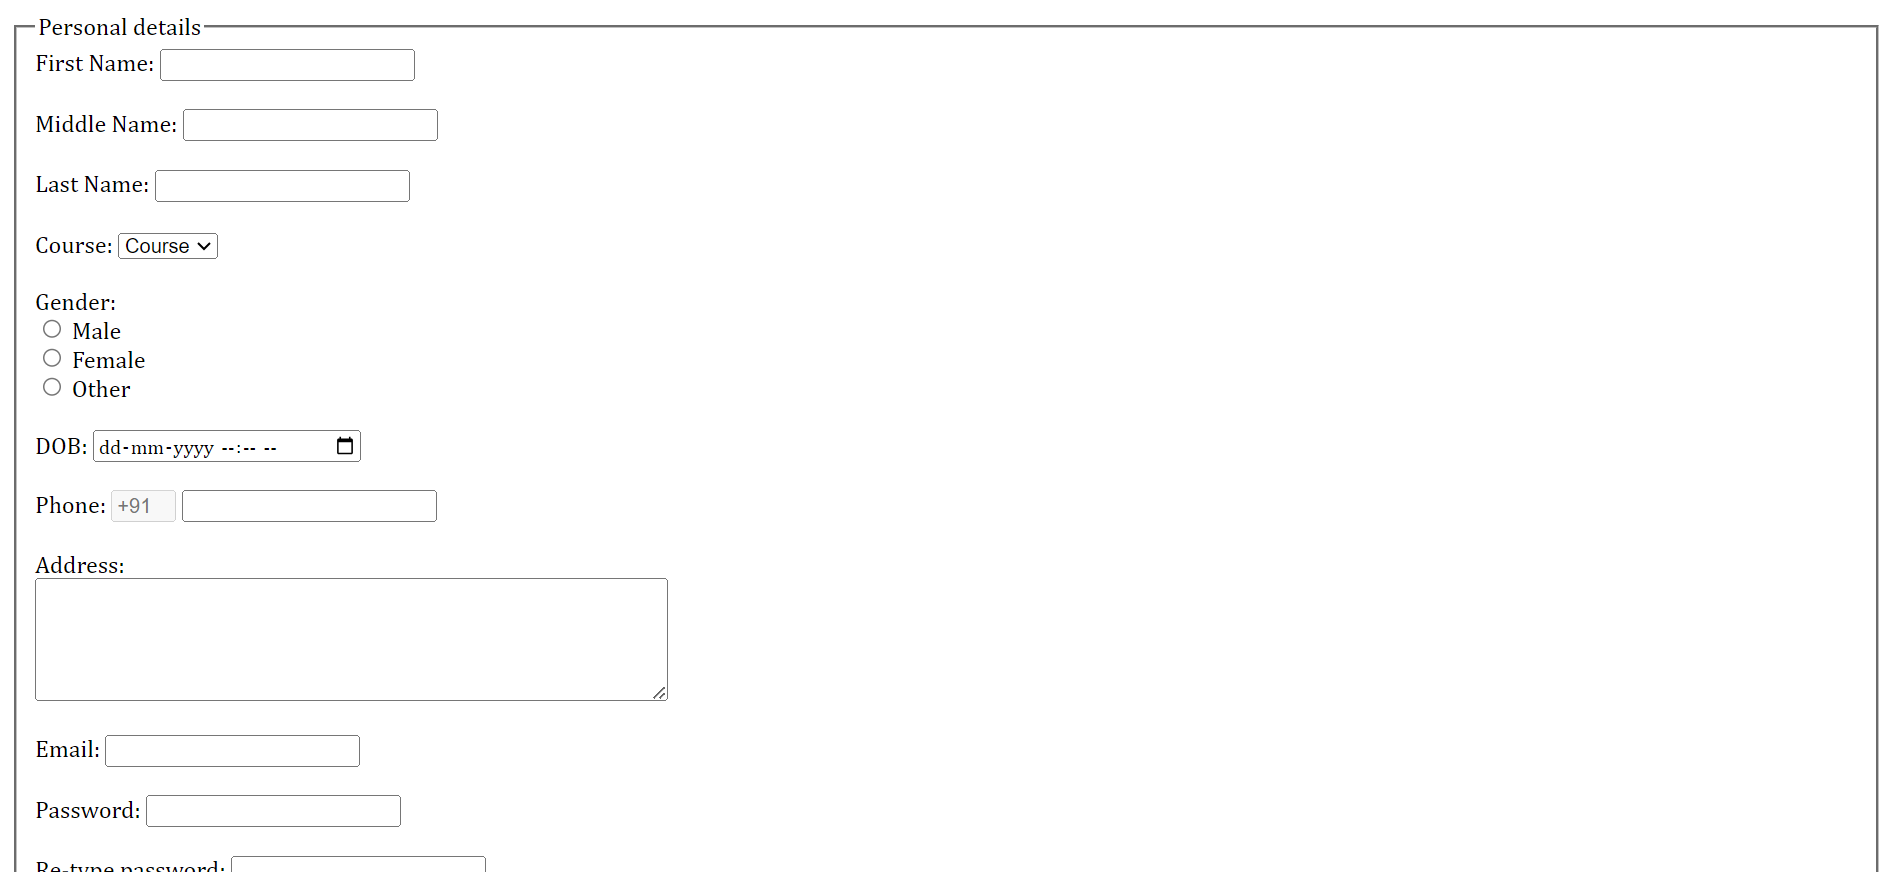 Personal details
First Name:
Middle Name:
Last Name:
Course: Course
Gender:
Male
Female
Other
DOB: dd-mm-yyyy --:-- --
Phone: +91
Address:
Email:
Password:
Re-type password: